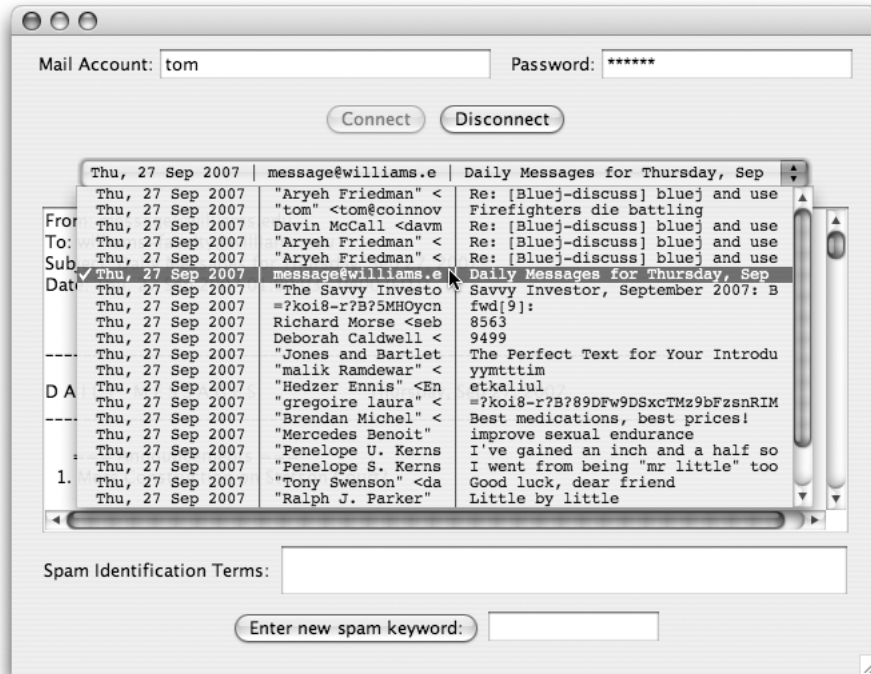 Mail Account: tom Password: ******
Connect Disconnect
Thu, 27 Sep 2007 | message@williams.e | Daily Messages for Thursday, Sep
Thu, 27 Sep 2007 | "Aryeh Friedman" < | Re: [Bluej-discuss] bluej and use
Thu, 27 Sep 2007 | "tom" <tom@coinnov | Firefighters die battling
Thu, 27 Sep 2007 | Davin McCall <davm | Re: [Bluej-discuss] bluej and use
Thu, 27 Sep 2007 | "Aryeh Friedman" < | Re: [Bluej-discuss] bluej and use
Thu, 27 Sep 2007 | "Aryeh Friedman" < | Re: [Bluej-discuss] bluej and use
✓ Thu, 27 Sep 2007 | message@williams.e | Daily Messages for Thursday, Sep
Thu, 27 Sep 2007 | "The Savvy Investo | Savvy Investor, September 2007: B
Thu, 27 Sep 2007 | =?koi8-r?B?5MHOycn | fwd[9]:
Thu, 27 Sep 2007 | Richard Morse <seb | 8563
Thu, 27 Sep 2007 | Deborah Caldwell < | 9499
Thu, 27 Sep 2007 | "Jones and Bartlet | The Perfect Text for Your Introdu
Thu, 27 Sep 2007 | "malik Ramdewar" < | yymtttim
Thu, 27 Sep 2007 | "Hedzer Ennis" <En | etkaliul
Thu, 27 Sep 2007 | "gregoire laura" < | =?koi8-r?B?89DFw9DSxcTMz9bFzsnRIM
Thu, 27 Sep 2007 | "Brendan Michel" < | Best medications, best prices!
Thu, 27 Sep 2007 | "Mercedes Benoit" | improve sexual endurance
Thu, 27 Sep 2007 | "Penelope U. Kerns | I've gained an inch and a half so
Thu, 27 Sep 2007 | "Penelope S. Kerns | I went from being "mr little" too
Thu, 27 Sep 2007 | "Tony Swenson" <da | Good luck, dear friend
Thu, 27 Sep 2007 | "Ralph J. Parker" | Little by little
From
To:
Sub
Date
----
D A
----
1.
Spam Identification Terms:
Enter new spam keyword: